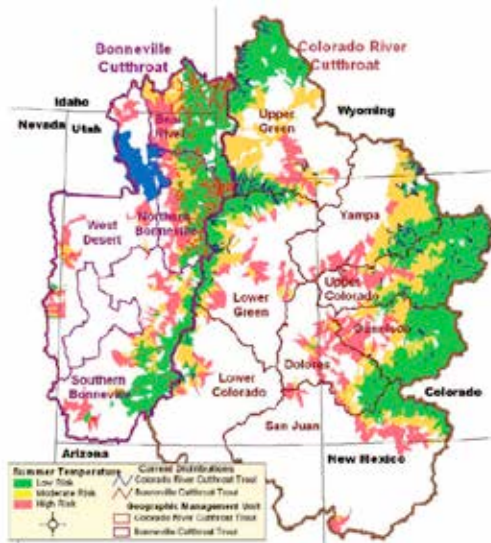 Bonneville
Cutthroat
Colorado River
Cutthroat
Idaho
Nevada
Utah
Wyoming
Bear
River
Upper
Green
West
Desert
Northern
Bonneville
Yampa
Upper
Colorado
Lower
Green
Gunnison
Dolores
Southern
Bonneville
Lower
Colorado
Colorado
San Juan
Arizona
New Mexico
Summer Temperature
Low Risk
Moderate Risk
High Risk
Current Distributions
Colorado River Cutthroat Trout
Bonneville Cutthroat Trout
Geographic Management Unit
Colorado River Cutthroat Trout
Bonneville Cutthroat Trout